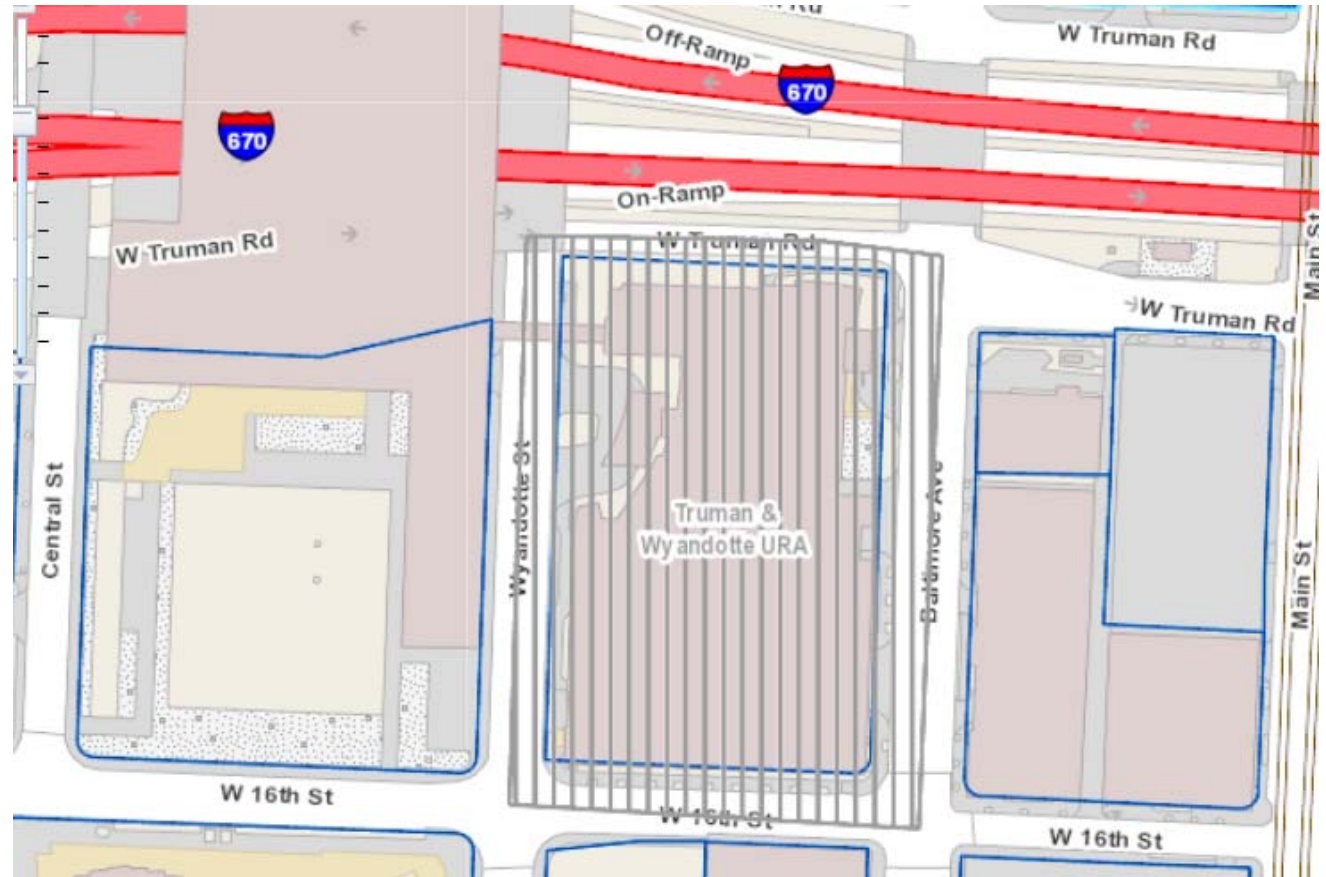 Rd
W Truman Rd
Off-Ramp
670
670
On-Ramp
W Truman Rd
W Truman Rd
Main St
W Truman Rd
Central St
Wyandotte St
Truman &
Wyandotte URA
Baltimore Ave
Main St
W 16th St
W 16th St
W 16th St